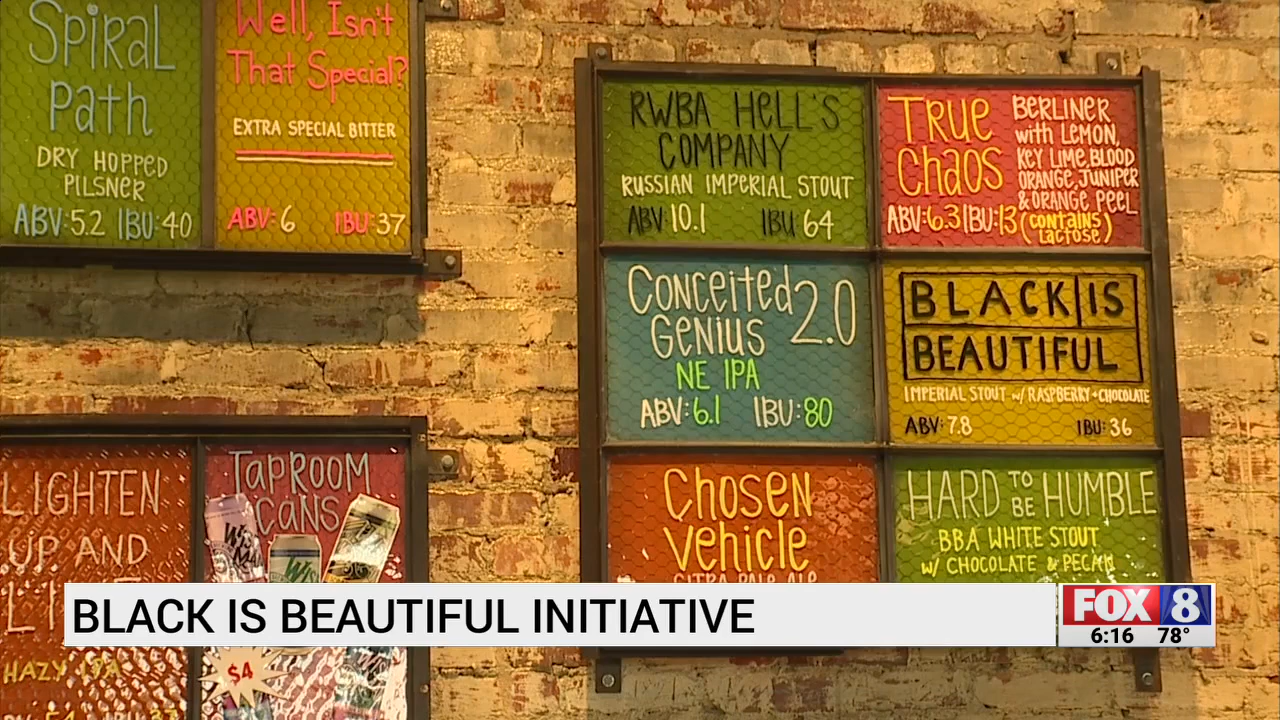 Spiral
Path
DRY HOPPED
PILSNER
ABV:5.2 IBU:40
Well, Isn't
That Special?
EXTRA SPECIAL BITTER
ABV:6 IBU:37
RWBA HELL'S
COMPANY
RUSSIAN IMPERIAL STOUT
ABV:10.1 IBU:64
TRUE
CHAOS
BERLINER
with LEMON,
KEY LIME, BLOOD
ORANGE, JUNIPER
& ORANGE PEEL
ABV:6.3 IBU:13 (CONTAINS
LACTOSE)
CONCEITED
GENIUS 2.0
NE IPA
ABV:6.1 IBU:80
BLACK IS
BEAUTIFUL
IMPERIAL STOUT w/ RASPBERRY + CHOCOLATE
ABV:7.8 IBU:36
CHOSEN
VEHICLE
CITRA PALE ALE
HARD TO BE HUMBLE
BBA WHITE STOUT
W/ CHOCOLATE & PECAN
LIGHTEN
UP AND
HAZY IPA
TAPROOM
CANS
$4
BLACK IS BEAUTIFUL INITIATIVE
FOX 8
6:16 78°